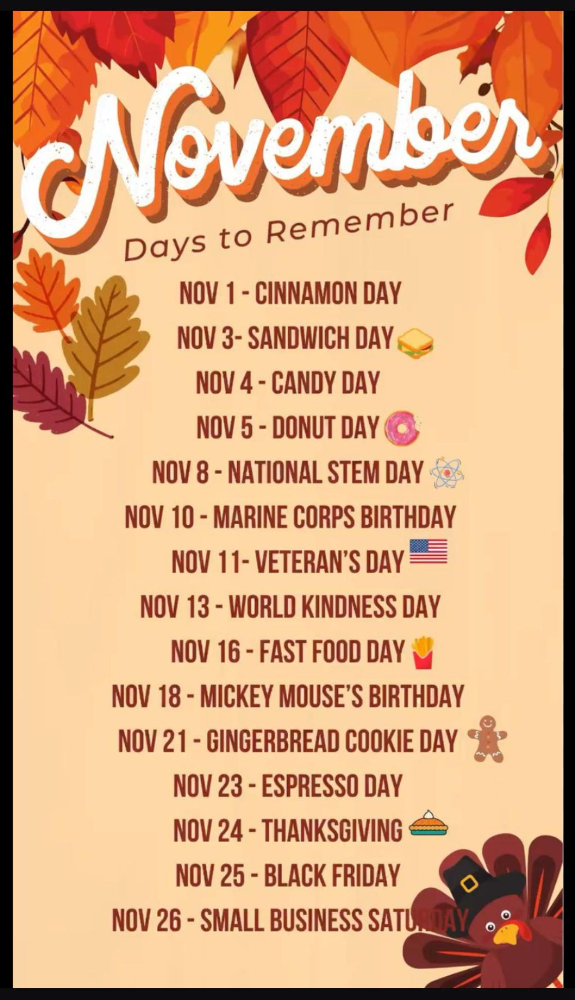 November
Days to Remember
NOV 1 - CINNAMON DAY
NOV 3- SANDWICH DAY
NOV 4 - CANDY DAY
NOV 5 - DONUT DAY
NOV 8 - NATIONAL STEM DAY
NOV 10 - MARINE CORPS BIRTHDAY
NOV 11- VETERAN'S DAY
NOV 13 - WORLD KINDNESS DAY
NOV 16 - FAST FOOD DAY
NOV 18 - MICKEY MOUSE'S BIRTHDAY
NOV 21 - GINGERBREAD COOKIE DAY
NOV 23 - ESPRESSO DAY
NOV 24 - THANKSGIVING
NOV 25 - BLACK FRIDAY
NOV 26 - SMALL BUSINESS SATURDAY